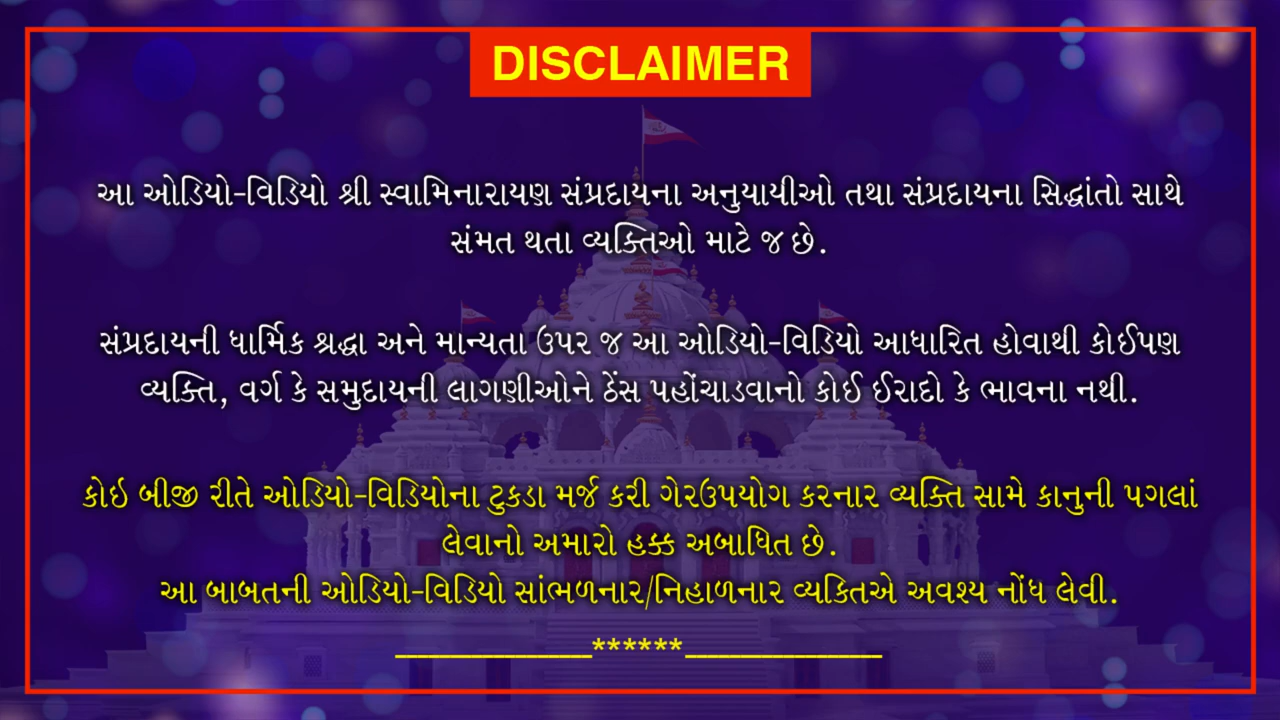 DISCLAIMER
આ ઓડિયો-વિડિયો શ્રી સ્વામિનારાયણ સંપ્રદાયના અનુયાયીઓ તથા સંપ્રદાયના સિદ્ધાંતો સાથે
સંમત થતા વ્યક્તિઓ માટે જ છે.
સંપ્રદાયની ધાર્મિક શ્રદ્ધા અને માન્યતા ઉપર જ આ ઓડિયો-વિડિયો આધારિત હોવાથી કોઈપણ
વ્યક્તિ, વર્ગ કે સમુદાયની લાગણીઓને ઠેંસ પહોંચાડવાનો કોઈ ઈરાદો કે ભાવના નથી.
કોઇ બીજી રીતે ઓડિયો-વિડિયોના ટુકડા મર્જ કરી ગેરઉપયોગ કરનાર વ્યક્તિ સામે કાનુની પગલાં
લેવાનો અમારો હક્ક અબાધિત છે.
આ બાબતની ઓડિયો-વિડિયો સાંભળનાર/નિહાળનાર વ્યકિતએ અવશ્ય નોંધ લેવી.
_________________******_________________